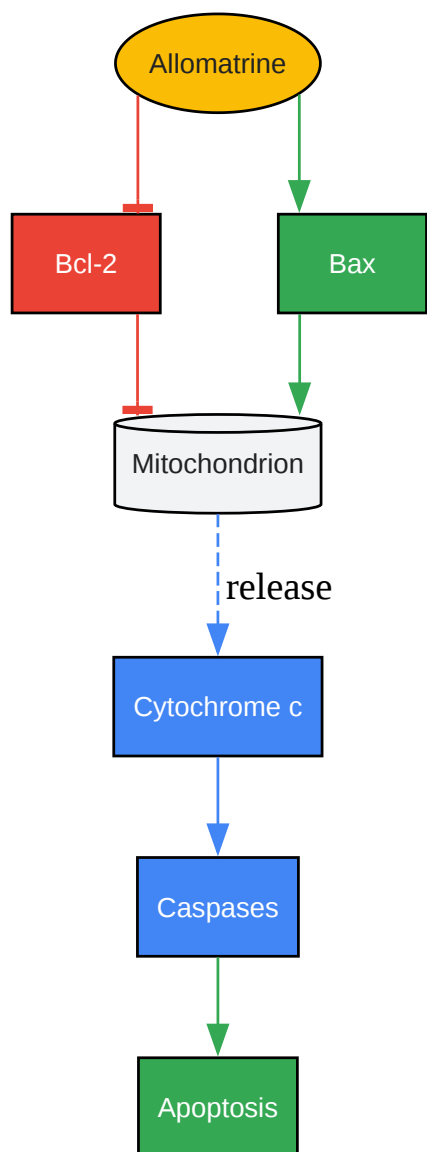 Allomatrine
Bcl-2
Bax
Mitochondrion
release
Cytochrome c
Caspases
Apoptosis